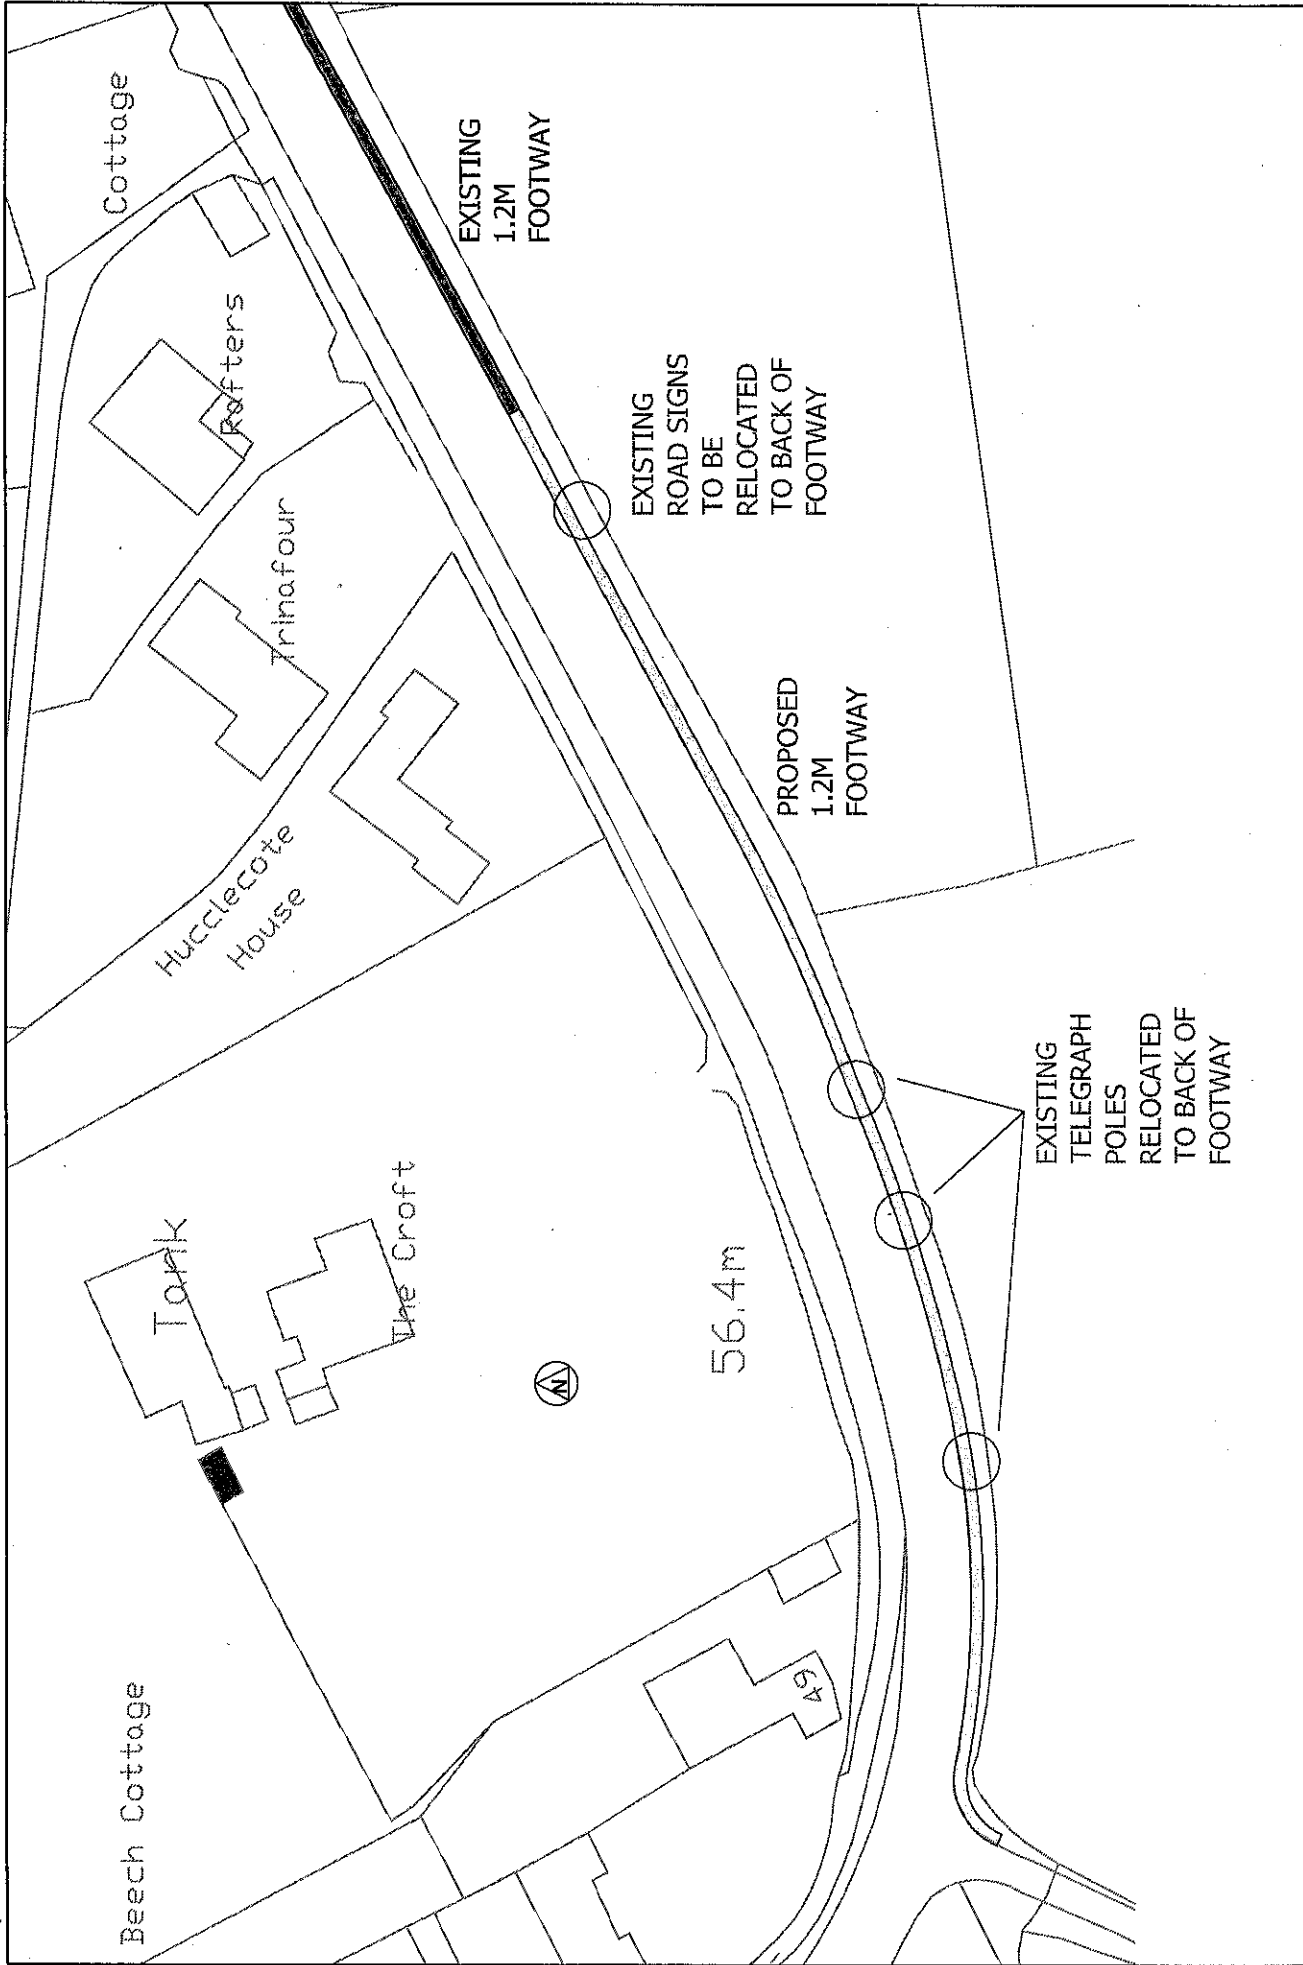 Beech Cottage
Tank
The Croft
Hucclecote
House
Trinafour
Rafters
Cottage
49
56.4m
N
EXISTING
1.2M
FOOTWAY
EXISTING
ROAD SIGNS
TO BE
RELOCATED
TO BACK OF
FOOTWAY
PROPOSED
1.2M
FOOTWAY
EXISTING
TELEGRAPH
POLES
RELOCATED
TO BACK OF
FOOTWAY